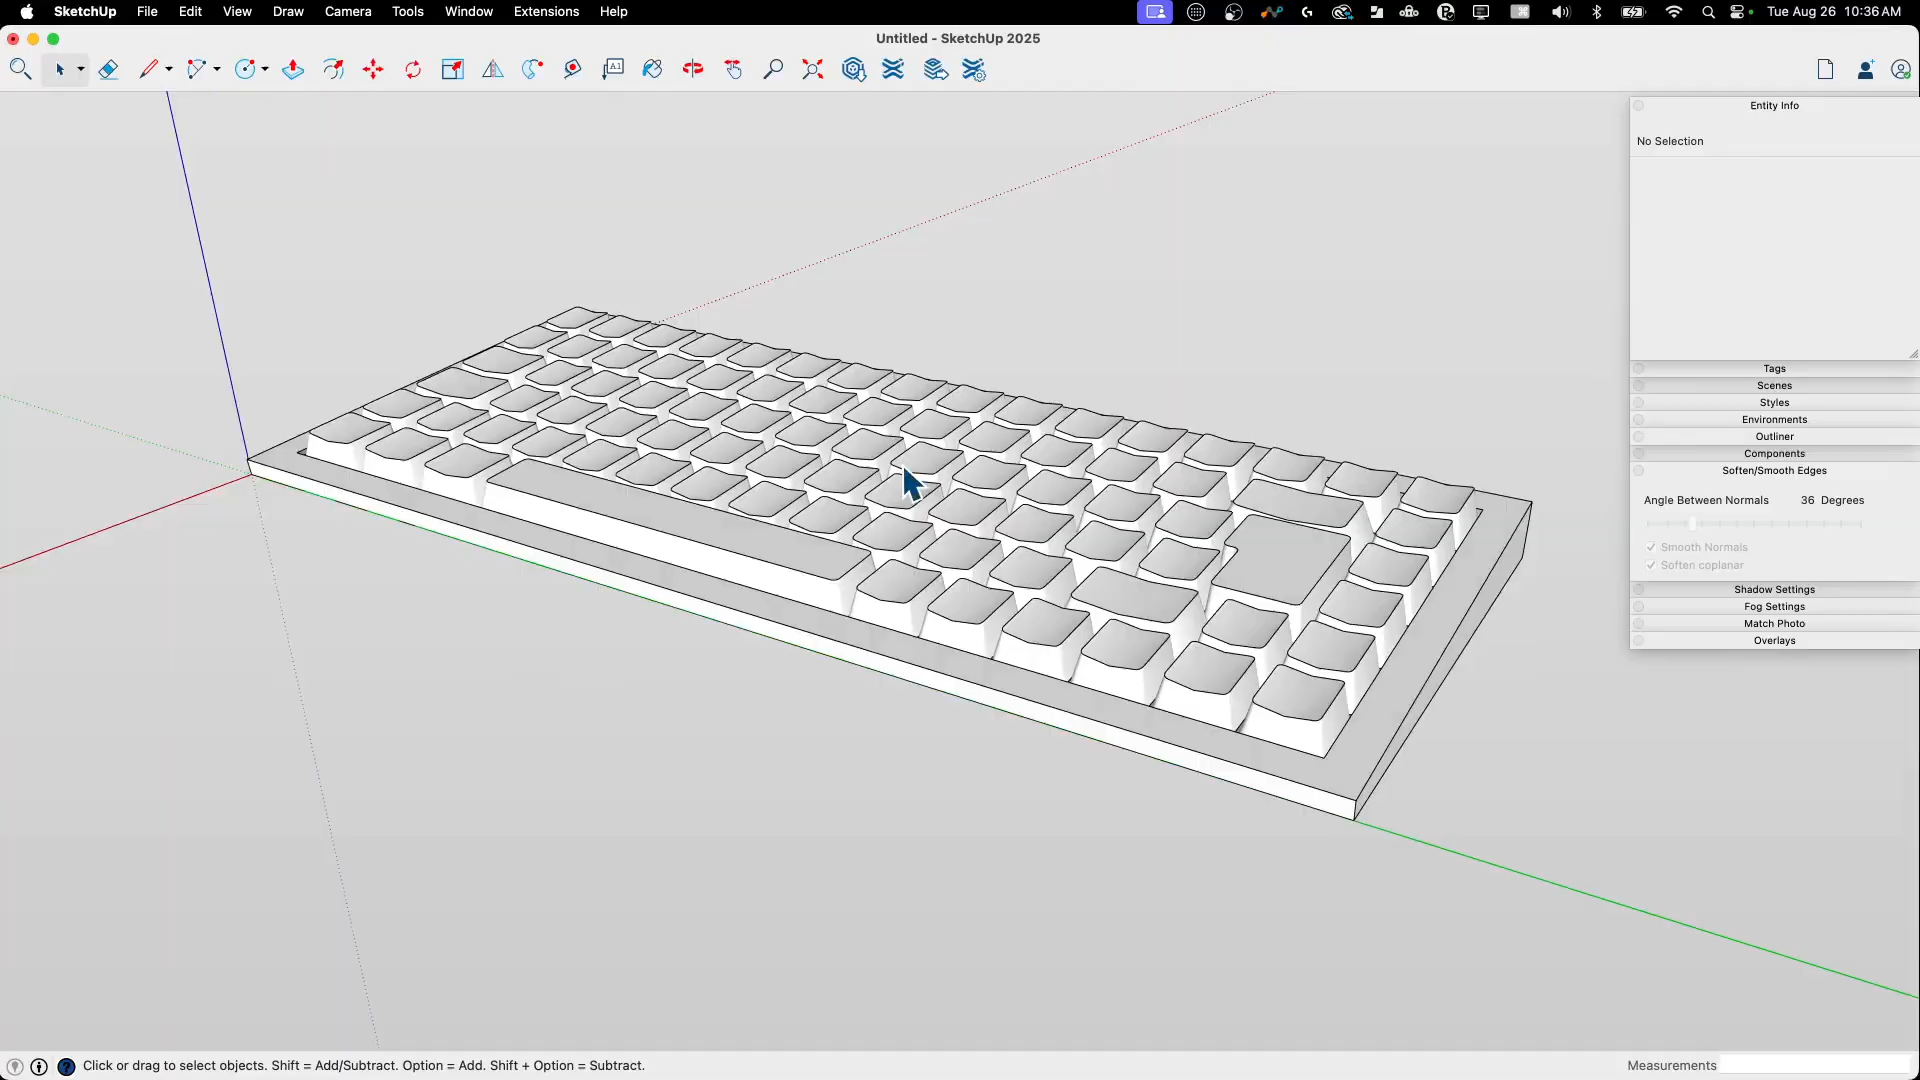 SketchUp File Edit View Draw Camera Tools Window Extensions Help Tue Aug 26 10:36 AM
Untitled - SketchUp 2025
A1
Entity Info
No Selection
Tags
Scenes
Styles
Environments
Outliner
Components
Soften/Smooth Edges
Angle Between Normals 36 Degrees
Smooth Normals
Soften coplanar
Shadow Settings
Fog Settings
Match Photo
Overlays
Click or drag to select objects. Shift = Add/Subtract. Option = Add. Shift + Option = Subtract.
Measurements